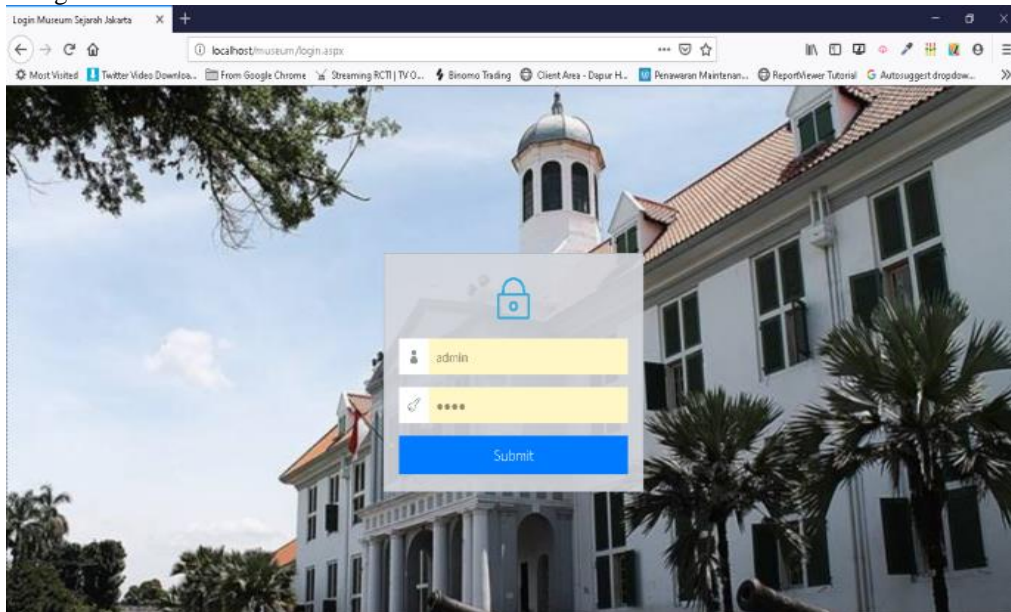 Login Museum Sejarah Jakarta
localhost/museum/login.aspx
Most Visited Twitter Video Downloa... From Google Chrome Streaming RCTI | TV O... Binomo Trading Client Area - Dapur H... Penawaran Maintenan... ReportViewer Tutorial Autosuggest dropdow...
admin
Submit